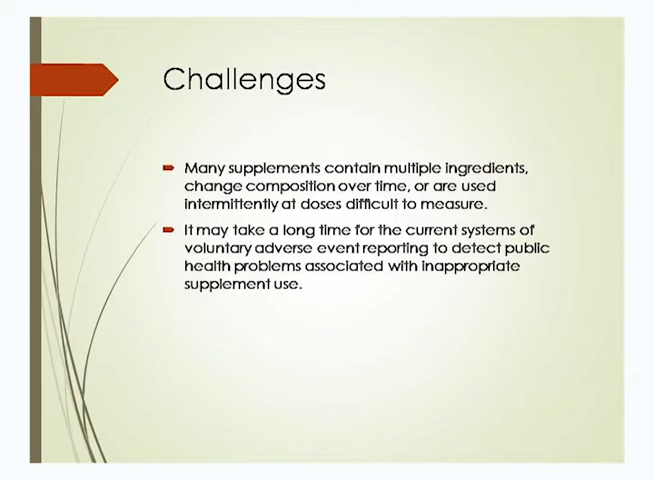 Challenges
Many supplements contain multiple ingredients,
change composition over time, or are used
intermittently at doses difficult to measure.
It may take a long time for the current systems of
voluntary adverse event reporting to detect public
health problems associated with inappropriate
supplement use.